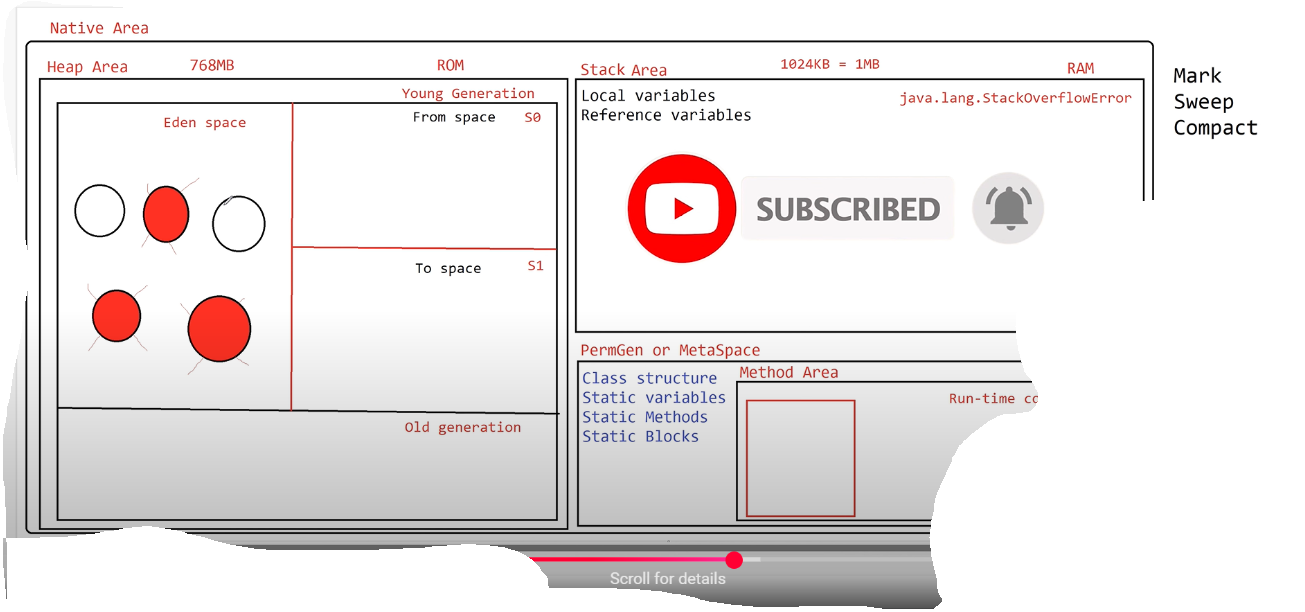 Native Area
Heap Area 768MB ROM
Young Generation
Eden space
From space S0
To space S1
Old generation
Stack Area 1024KB = 1MB RAM
Local variables java.lang.StackOverflowError
Reference variables
SUBSCRIBED
PermGen or MetaSpace
Class structure
Static variables
Static Methods
Static Blocks
Method Area
Run-time
Mark
Sweep
Compact
Scroll for details